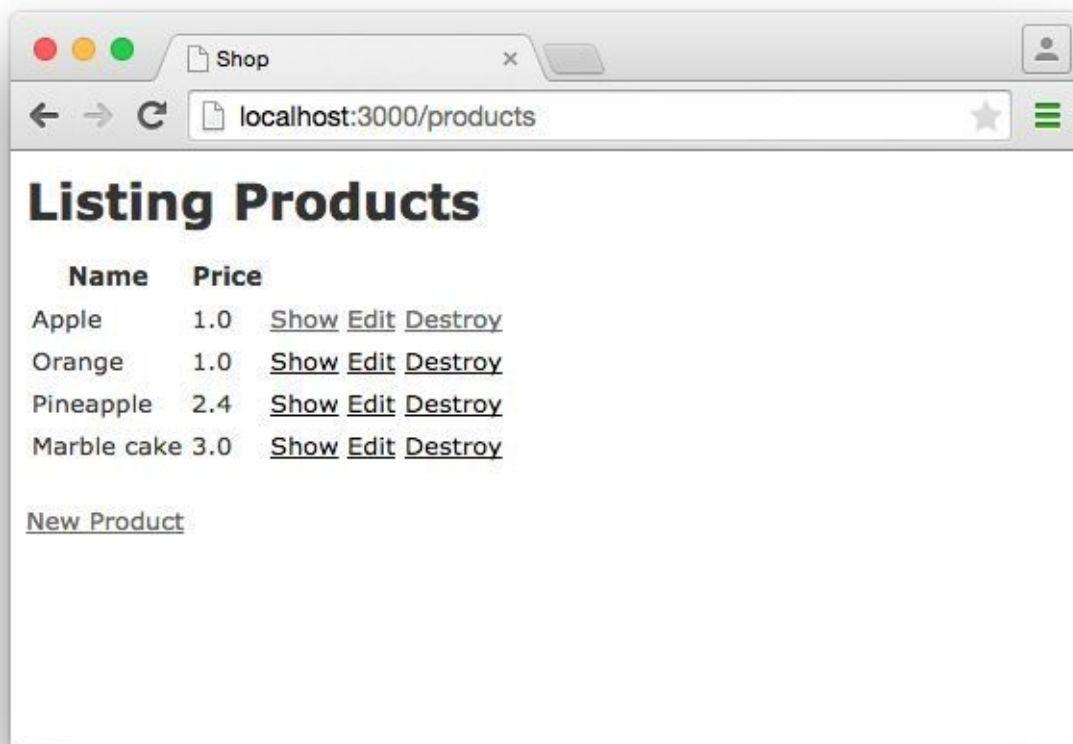 Shop
localhost:3000/products
Listing Products
Name Price
Apple 1.0 Show Edit Destroy
Orange 1.0 Show Edit Destroy
Pineapple 2.4 Show Edit Destroy
Marble cake 3.0 Show Edit Destroy
New Product